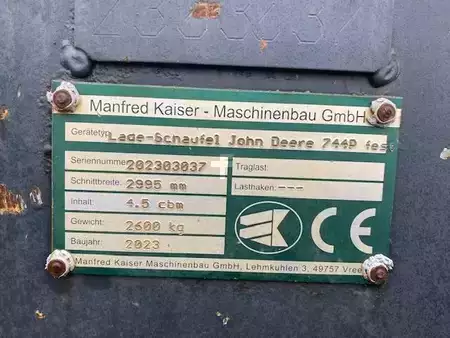 Manfred Kaiser - Maschinenbau GmbH
Gerätetyp: Lade-Schaufel John Deere 744P fest
Seriennummer 202303037 Traglast:
Schnittbreite: 2995 mm Lasthaken: ---
Inhalt: 4.5 cbm
Gewicht: 2600 kg
Baujahr: 2023
CE
Manfred Kaiser Maschinenbau GmbH, Lehmkuhlen 3, 49757 Vree